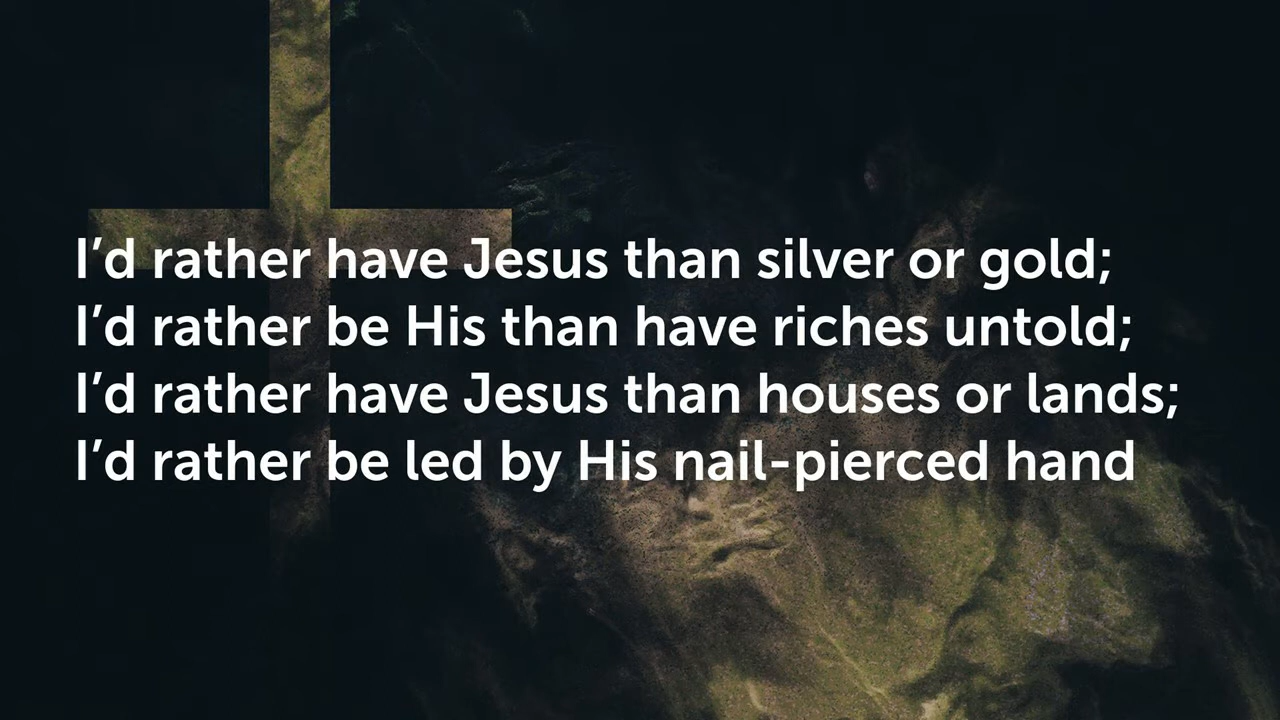 I’d rather have Jesus than silver or gold;
I’d rather be His than have riches untold;
I’d rather have Jesus than houses or lands;
I’d rather be led by His nail-pierced hand